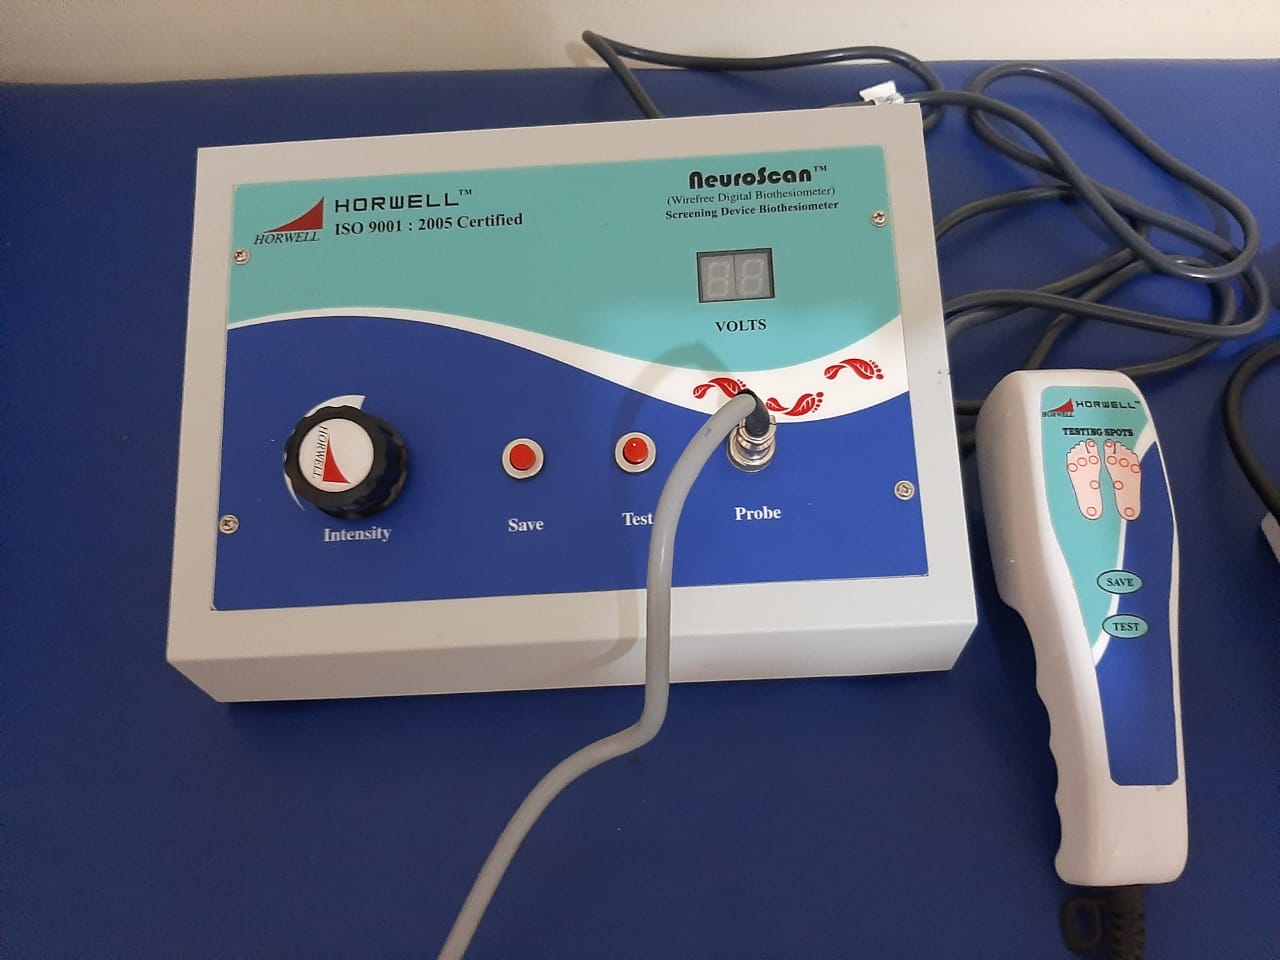 HORWELL™
HORWELL
ISO 9001 : 2005 Certified
NeuroScan™
(Wirefree Digital Biothesiometer)
Screening Device Biothesiometer
VOLTS
HORWELL
Intensity
Save
Test
Probe
HORWELL
HORWELL™
TESTING SPOTS
SAVE
TEST